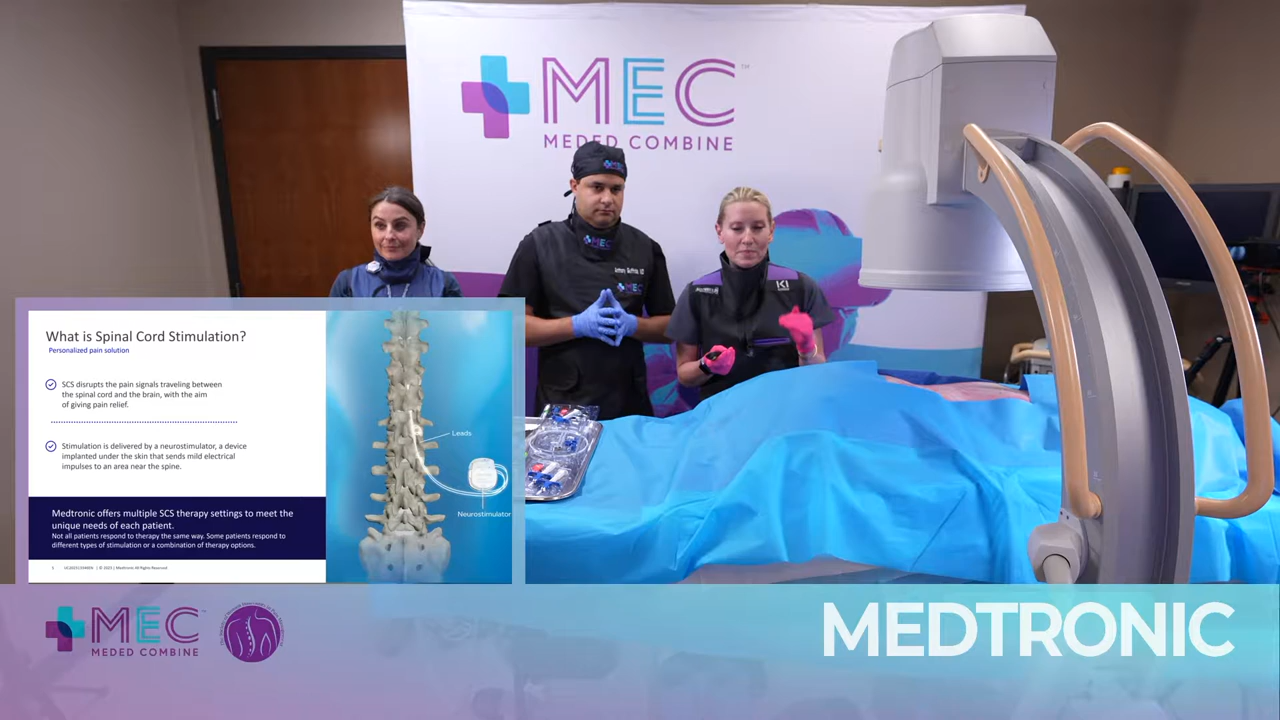 MEC™
MEDED COMBINE
MEC
MEC
MEC
KI
What is Spinal Cord Stimulation?
Personalized pain solution
SCS disrupts the pain signals traveling between
the spinal cord and the brain, with the aim
of giving pain relief.
Stimulation is delivered by a neurostimulator, a device
implanted under the skin that sends mild electrical
impulses to an area near the spine.
Medtronic offers multiple SCS therapy settings to meet the
unique needs of each patient.
Not all patients respond to therapy the same way. Some patients respond to
different types of stimulation or a combination of therapy options.
Leads
Neurostimulator
MEC™
MEDED COMBINE
MEDTRONIC